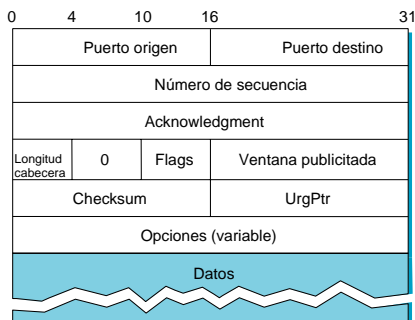 0 4 10 16 31
Puerto origen Puerto destino
Número de secuencia
Acknowledgment
Longitud
cabecera
0 Flags Ventana publicitada
Checksum UrgPtr
Opciones (variable)
Datos